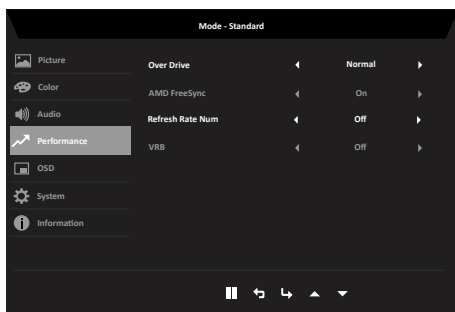 Mode - Standard
Picture
Color
Audio
Performance
OSD
System
Information
Over Drive Normal
AMD FreeSync On
Refresh Rate Num Off
VRB Off